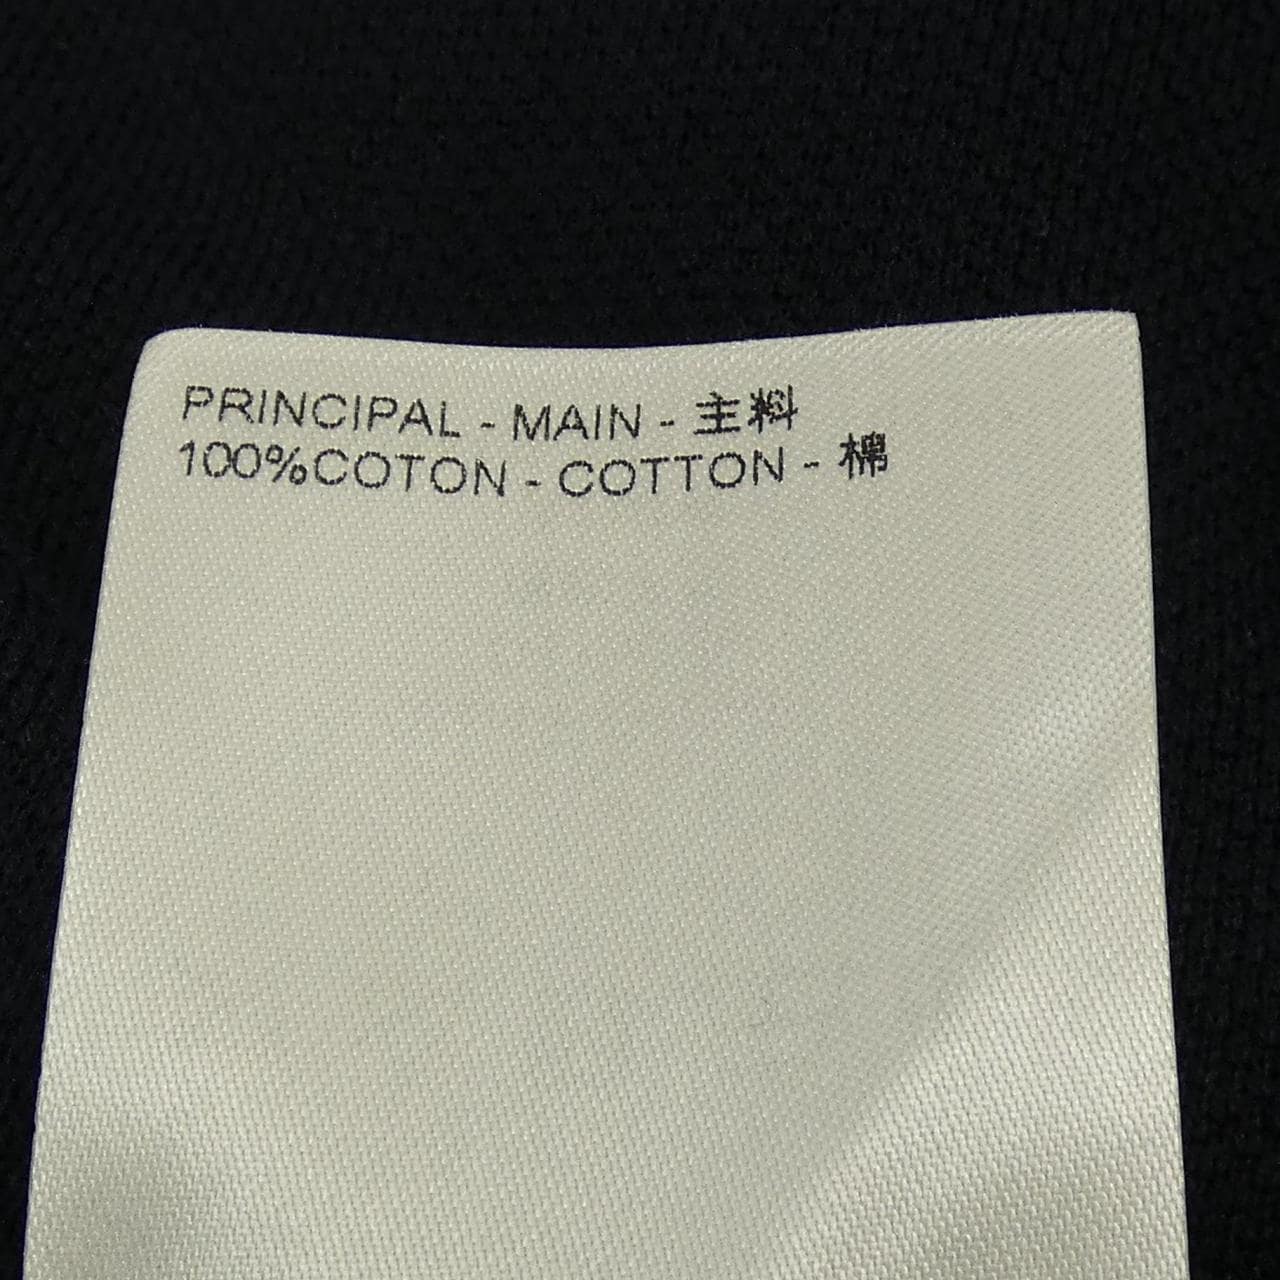 PRINCIPAL - MAIN - 主料
100%COTON - COTTON - 棉